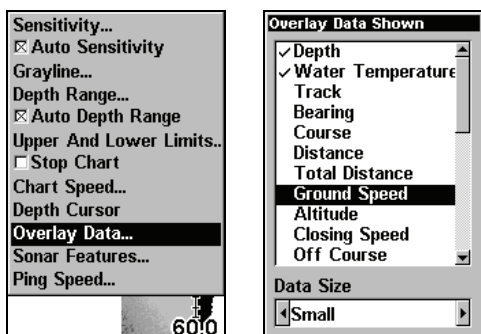 Sensitivity...
Auto Sensitivity
Grayline...
Depth Range...
Auto Depth Range
Upper And Lower Limits..
Stop Chart
Chart Speed...
Depth Cursor
Overlay Data...
Sonar Features...
Ping Speed...
60.0
Overlay Data Shown
Depth
Water Temperature
Track
Bearing
Course
Distance
Total Distance
Ground Speed
Altitude
Closing Speed
Off Course
Data Size
Small